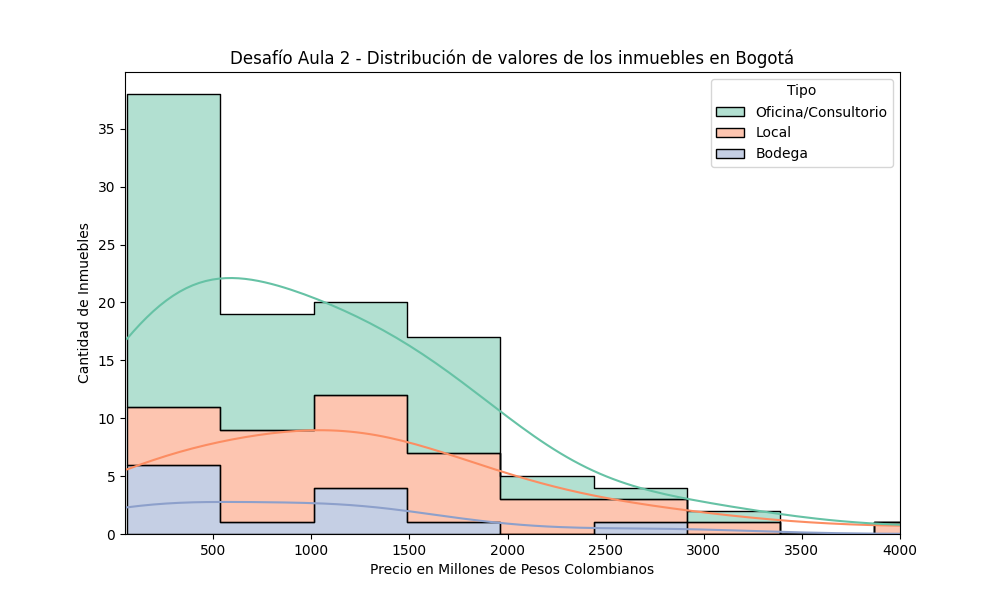 Desafío Aula 2 - Distribución de valores de los inmuebles en Bogotá
Tipo
Oficina/Consultorio
Local
Bodega
Cantidad de Inmuebles
35
30
25
20
15
10
5
0
500
1000
1500
2000
2500
3000
3500
4000
Precio en Millones de Pesos Colombianos